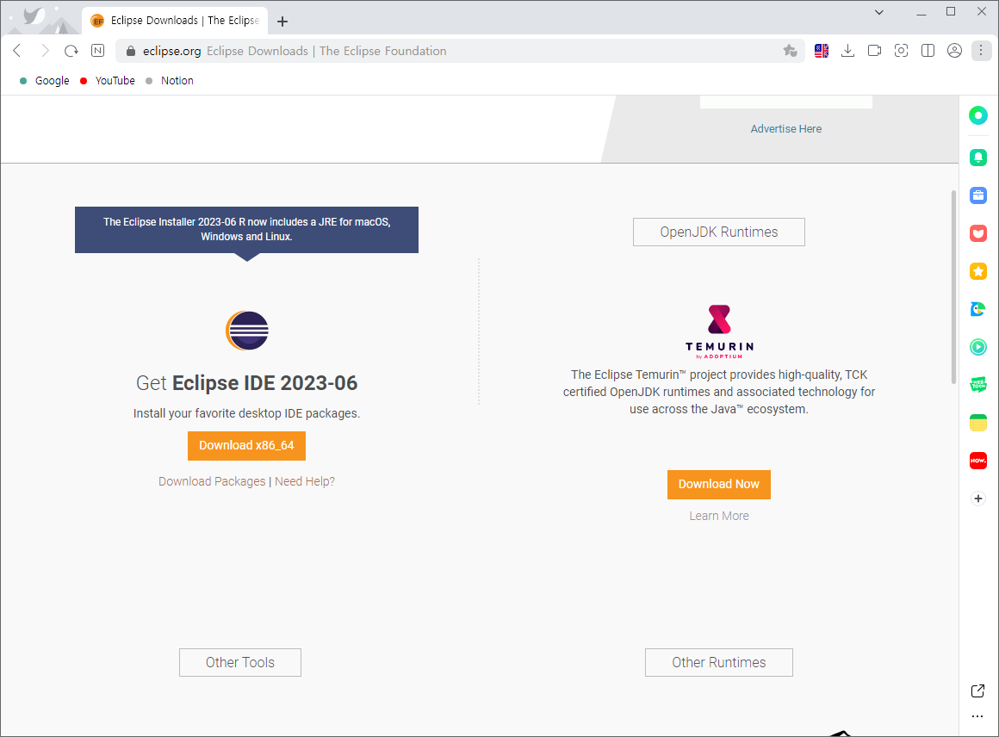 EF Eclipse Downloads | The Eclipse
N eclipse.org Eclipse Downloads | The Eclipse Foundation
Google YouTube Notion
Advertise Here
The Eclipse Installer 2023-06 R now includes a JRE for macOS,
Windows and Linux.
Get Eclipse IDE 2023-06
Install your favorite desktop IDE packages.
Download x86_64
Download Packages | Need Help?
OpenJDK Runtimes
TEMURIN
by ADOPTIUM
The Eclipse Temurin™ project provides high-quality, TCK
certified OpenJDK runtimes and associated technology for
use across the Java™ ecosystem.
Download Now
Learn More
Other Tools
Other Runtimes
WEB
TOON
NOW.